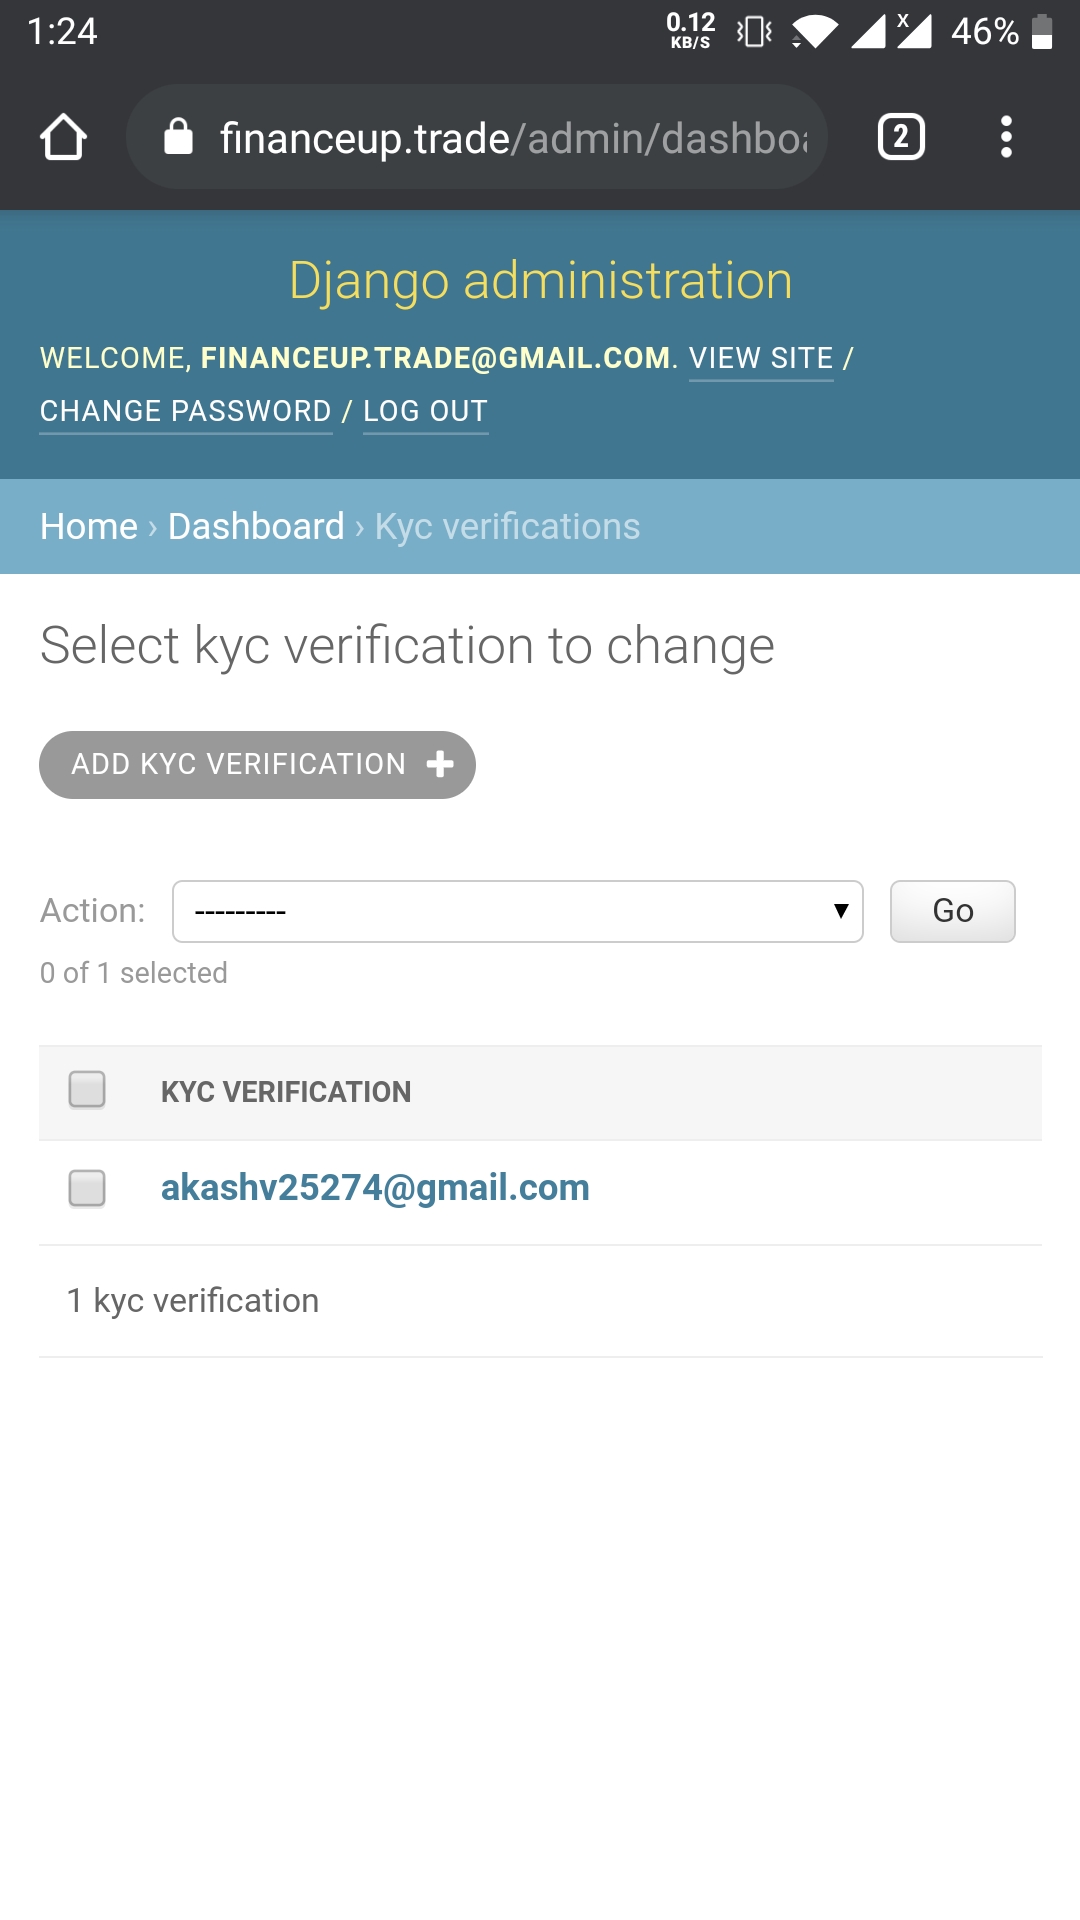 1:24
0.12
KB/S
X
46%
financeup.trade/admin/dashboa
2
Django administration
WELCOME, FINANCEUP.TRADE@GMAIL.COM. VIEW SITE /
CHANGE PASSWORD / LOG OUT
Home › Dashboard › Kyc verifications
Select kyc verification to change
ADD KYC VERIFICATION +
Action: --------- Go
0 of 1 selected
KYC VERIFICATION
akashv25274@gmail.com
1 kyc verification